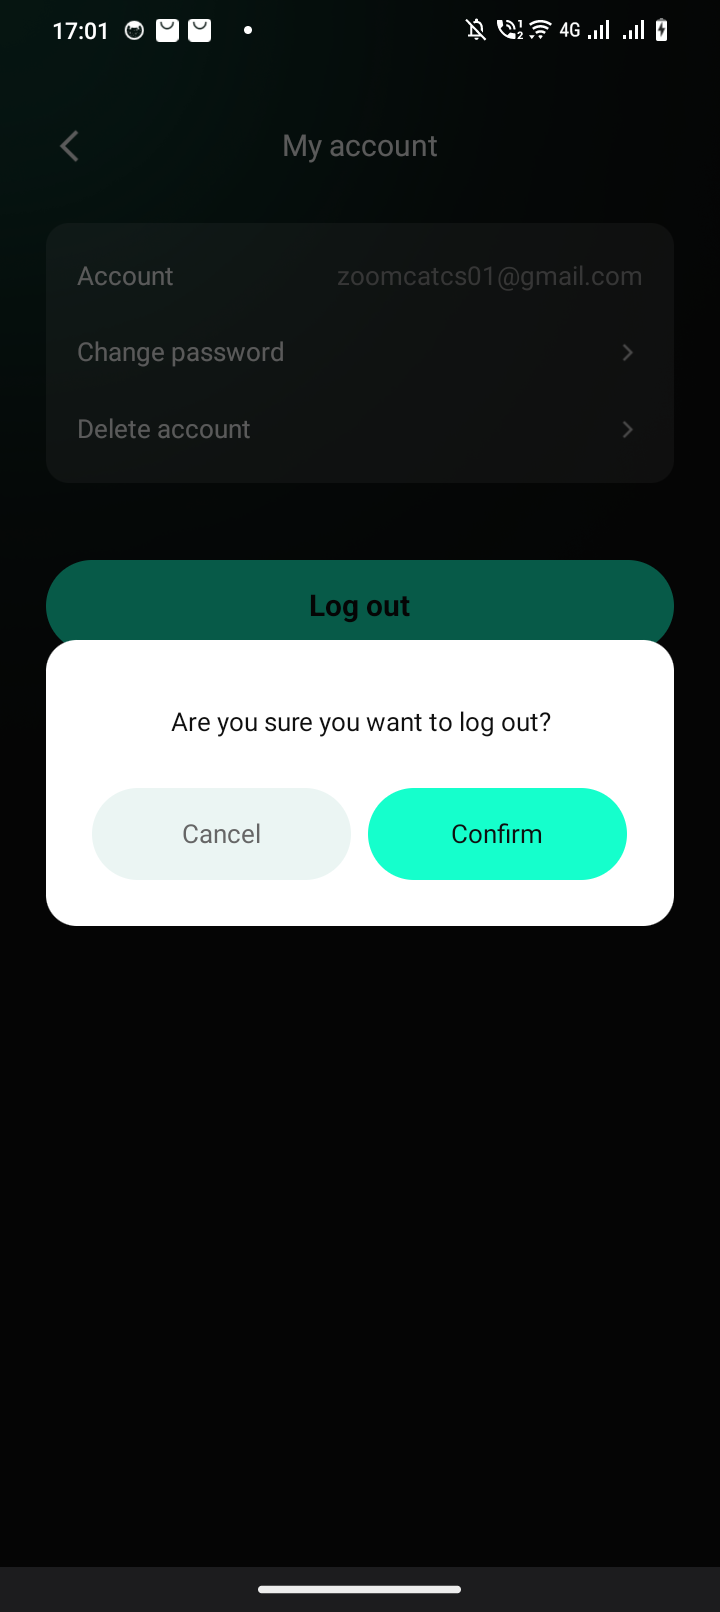 17:01
4G
My account
Account zoomcatcs01@gmail.com
Change password
Delete account
Log out
Are you sure you want to log out?
Cancel Confirm